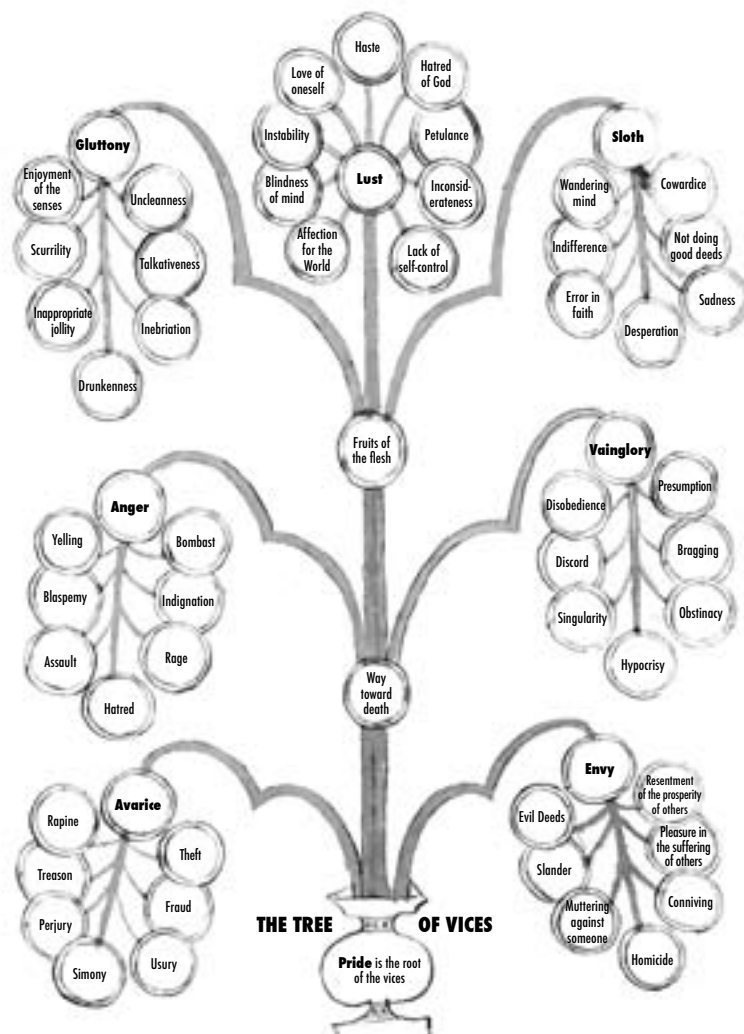 Haste
Love of
oneself
Hatred
of God
Instability
Petulance
Blindness
of mind
Lust
Inconsid-
erateness
Affection
for the
World
Lack of
self-control
Gluttony
Enjoyment
of the
senses
Uncleanness
Scurrility
Talkativeness
Inappropriate
jollity
Inebriation
Drunkenness
Sloth
Wandering
mind
Cowardice
Indifference
Not doing
good deeds
Error in
faith
Sadness
Desperation
Fruits of
the flesh
Anger
Yelling
Bombast
Blaspemy
Indignation
Assault
Rage
Hatred
Vainglory
Presumption
Disobedience
Discord
Bragging
Singularity
Obstinacy
Hypocrisy
Way
toward
death
Avarice
Rapine
Theft
Treason
Fraud
Perjury
Usury
Simony
Envy
Resentment
of the prosperity
of others
Evil Deeds
Pleasure in
the suffering
of others
Slander
Conniving
Muttering
against
someone
Homicide
THE TREE OF VICES
Pride is the root
of the vices